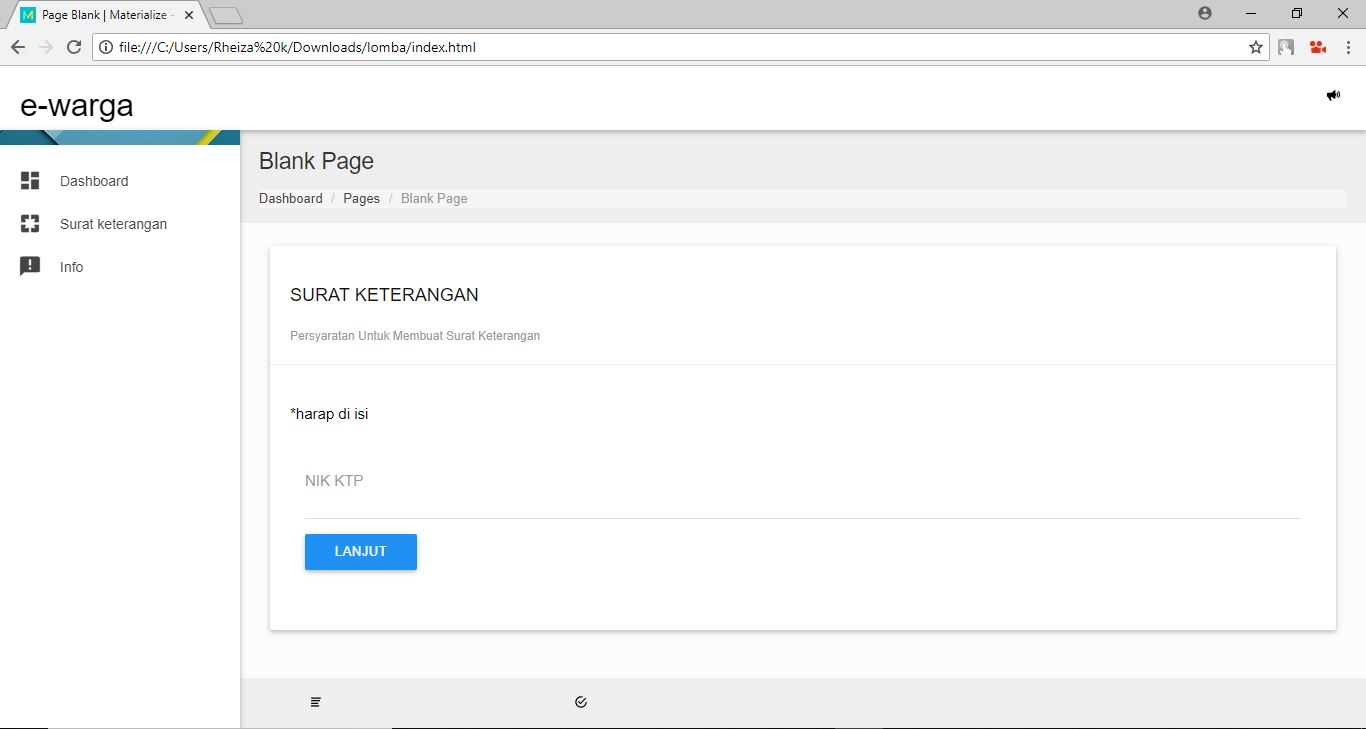 Page Blank | Materialize -
file:///C:/Users/Rheiza%20k/Downloads/lomba/index.html
e-warga
Dashboard
Surat keterangan
Info
Blank Page
Dashboard / Pages / Blank Page
SURAT KETERANGAN
Persyaratan Untuk Membuat Surat Keterangan
*harap di isi
NIK KTP
LANJUT